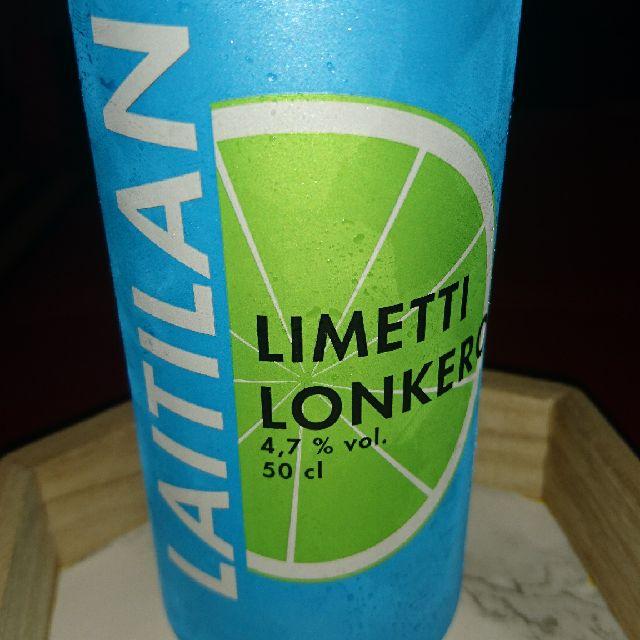 LAITILAN
LIMETTI
LONKERO
4,7 % vol.
50 cl